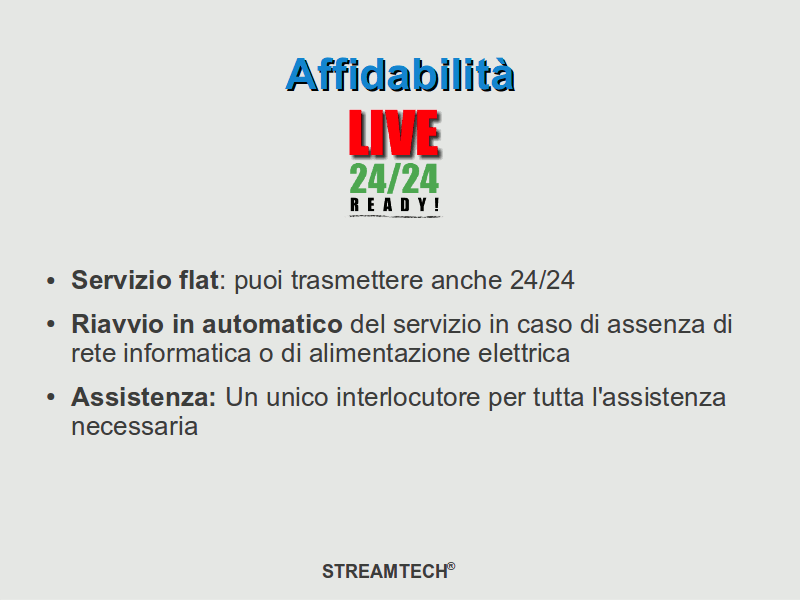 Affidabilità
LIVE
24/24
READY!
• Servizio flat: puoi trasmettere anche 24/24
• Riavvio in automatico del servizio in caso di assenza di
rete informatica o di alimentazione elettrica
• Assistenza: Un unico interlocutore per tutta l'assistenza
necessaria
STREAMTECH®